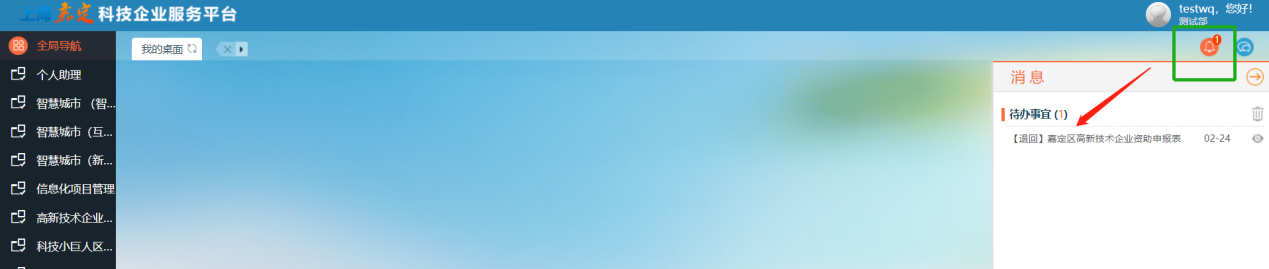 上海嘉定科技企业服务平台
testwq，您好!
测试部
全局导航
我的桌面
1
个人助理
智慧城市（智...
智慧城市（互...
智慧城市（新...
信息化项目管理
高新技术企业...
科技小巨人区...
消息
待办事宜 (1)
【退回】嘉定区高新技术企业资助申报表 02-24